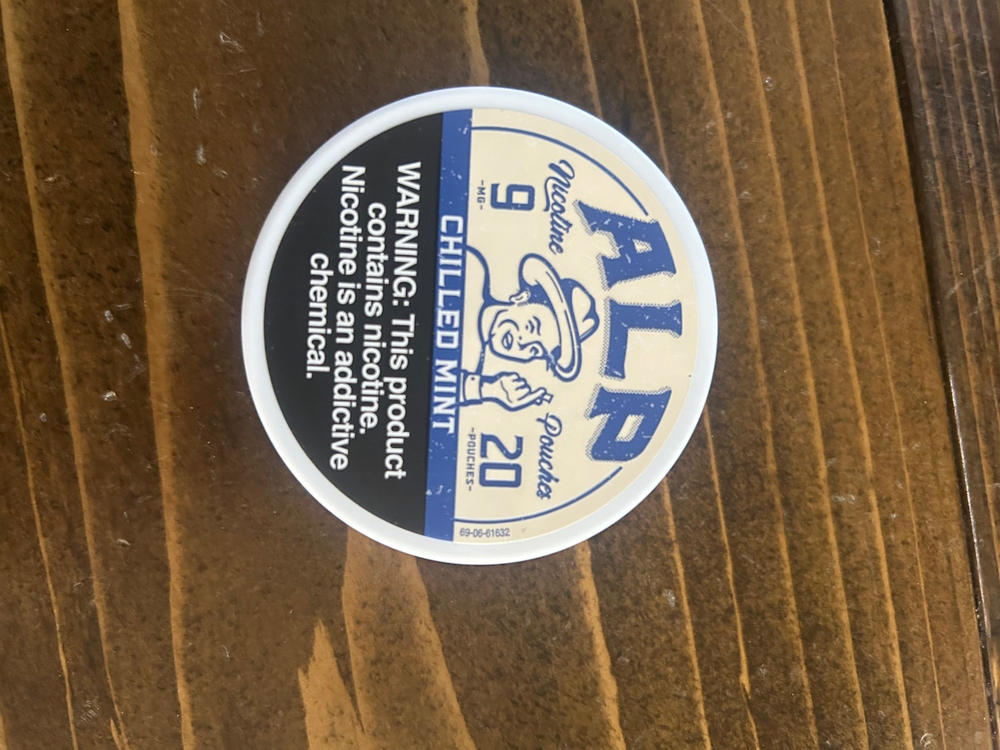 ALP
Nicotine Pouches
9
-MG-
20
-POUCHES-
69-06-61632
CHILLED MINT
WARNING: This product
contains nicotine.
Nicotine is an addictive
chemical.